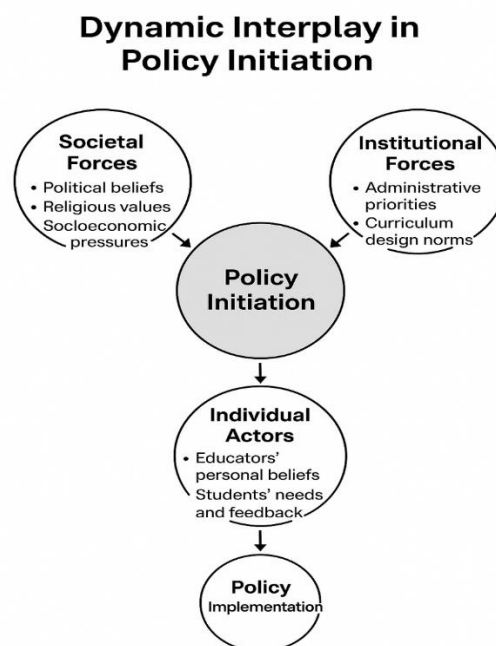 Dynamic Interplay in
Policy Initiation
Societal
Forces
• Political beliefs
• Religious values
Socioeconomic
pressures
Institutional
Forces
• Administrative
priorities
• Curriculum
design norms
Policy
Initiation
Individual
Actors
• Educators'
personal beliefs
Students' needs
and feedback
Policy
Implementation